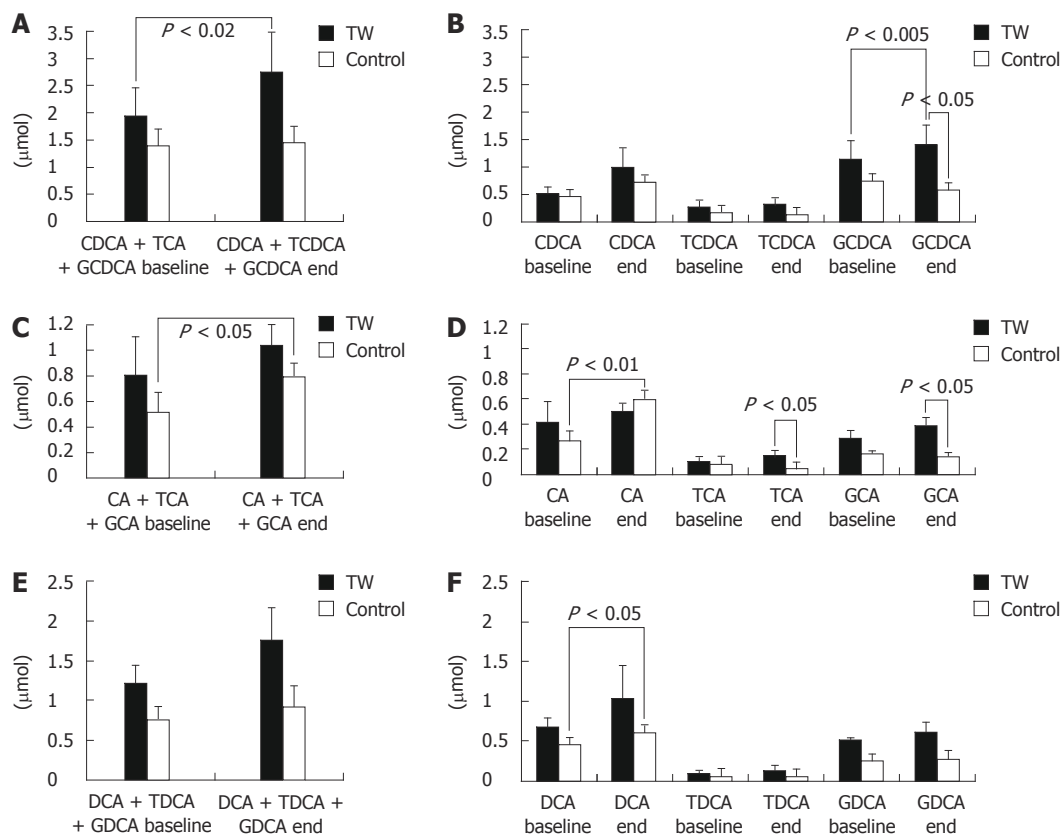 A
3.5
3
2.5
2
1.5
1
0.5
0
(μmol)
P < 0.02
TW
Control
CDCA + TCA
+ GCDCA baseline
CDCA + TCDCA
+ GCDCA end
B
3.5
3
2.5
2
1.5
1
0.5
0
(μmol)
P < 0.005
P < 0.05
TW
Control
CDCA
baseline
CDCA
end
TCDCA
baseline
TCDCA
end
GCDCA
baseline
GCDCA
end
C
1.2
1
0.8
0.6
0.4
0.2
0
(μmol)
P < 0.05
TW
Control
CA + TCA
+ GCA baseline
CA + TCA
+ GCA end
D
1.2
1
0.8
0.6
0.4
0.2
0
(μmol)
P < 0.01
P < 0.05
P < 0.05
TW
Control
CA
baseline
CA
end
TCA
baseline
TCA
end
GCA
baseline
GCA
end
E
2.5
2
1.5
1
0.5
0
(μmol)
TW
Control
DCA + TDCA
+ GDCA baseline
DCA + TDCA +
GDCA end
F
2.5
2
1.5
1
0.5
0
(μmol)
P < 0.05
TW
Control
DCA
baseline
DCA
end
TDCA
baseline
TDCA
end
GDCA
baseline
GDCA
end